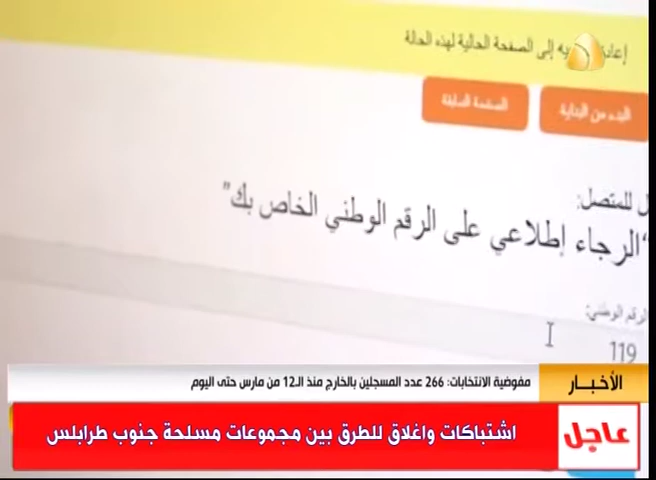 إلى الصفحة الحالية لهذه الحالة
البدء من البداية
الصفحة السابقة
للمتصل:
"الرجاء إطلاعي على الرقم الوطني الخاص بك"
الرقم الوطني:
119
الأخبار
مفوضية الانتخابات: 266 عدد المسجلين بالخارج منذ الـ12 من مارس حتى اليوم
عاجل
اشتباكات واغلاق للطرق بين مجموعات مسلحة جنوب طرابلس